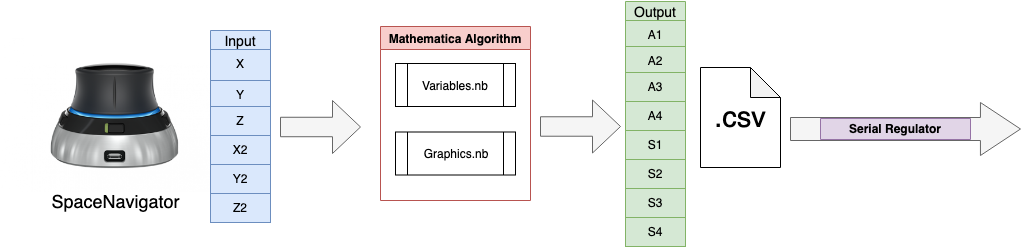 SpaceNavigator
Input
X
Y
Z
X2
Y2
Z2
Mathematica Algorithm
Variables.nb
Graphics.nb
Output
A1
A2
A3
A4
S1
S2
S3
S4
.CSV
Serial Regulator